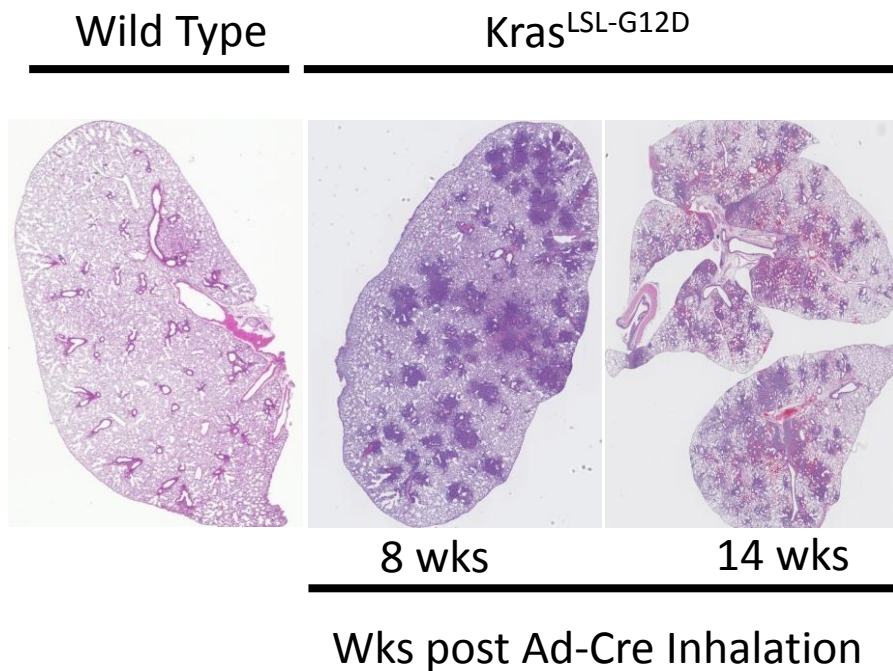 Wild Type
Kras^LSL-G12D
8 wks
14 wks
Wks post Ad-Cre Inhalation